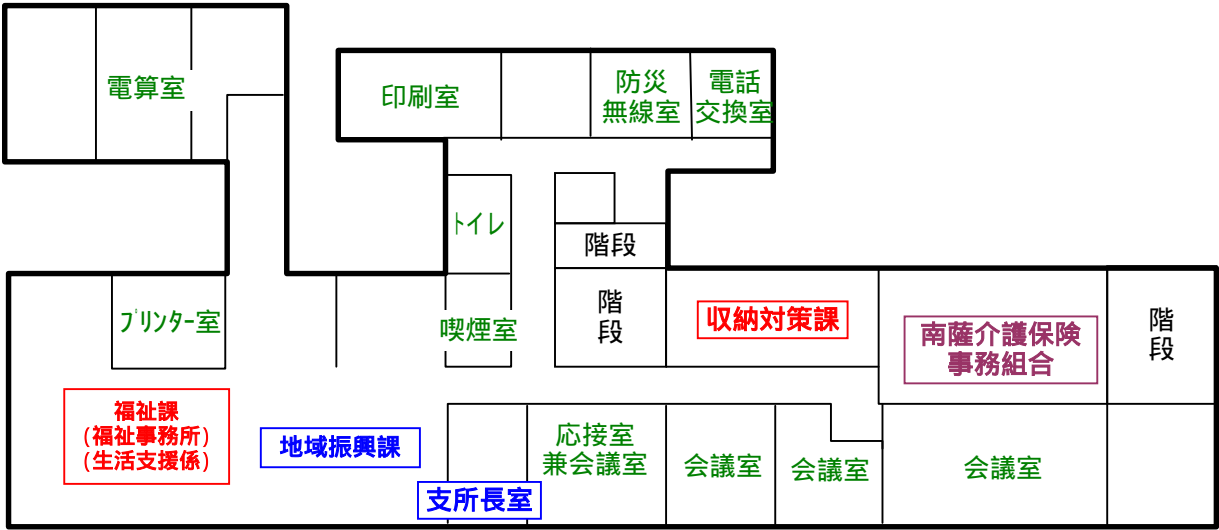 電算室
印刷室
防災
無線室
電話
交換室
トイレ
階段
階
段
喫煙室
プリンター室
収納対策課
南薩介護保険
事務組合
階
段
福祉課
(福祉事務所)
(生活支援係)
地域振興課
支所長室
応接室
兼会議室
会議室
会議室
会議室